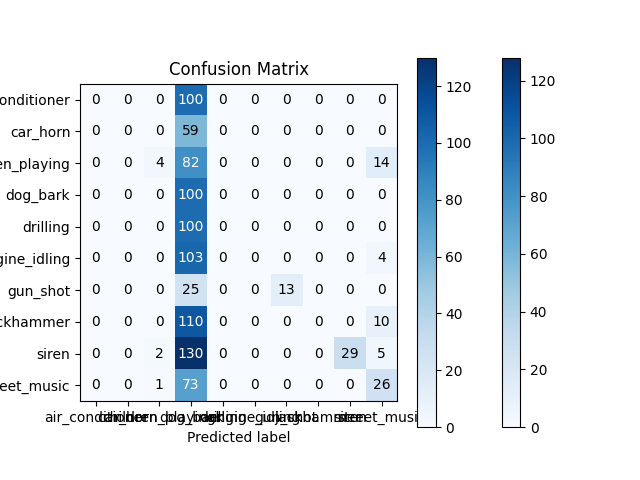 Confusion Matrix
onditioner 0 0 0 100 0 0 0 0 0 0
car_horn 0 0 0 59 0 0 0 0 0 0
en_playing 0 0 4 82 0 0 0 0 0 14
dog_bark 0 0 0 100 0 0 0 0 0 0
drilling 0 0 0 100 0 0 0 0 0 0
gine_idling 0 0 0 103 0 0 0 0 0 4
gun_shot 0 0 0 25 0 0 13 0 0 0
ckhammer 0 0 0 110 0 0 0 0 0 10
siren 0 0 2 130 0 0 0 0 29 5
eet_music 0 0 1 73 0 0 0 0 0 26
Predicted label
120
100
80
60
40
20
0
120
100
80
60
40
20
0